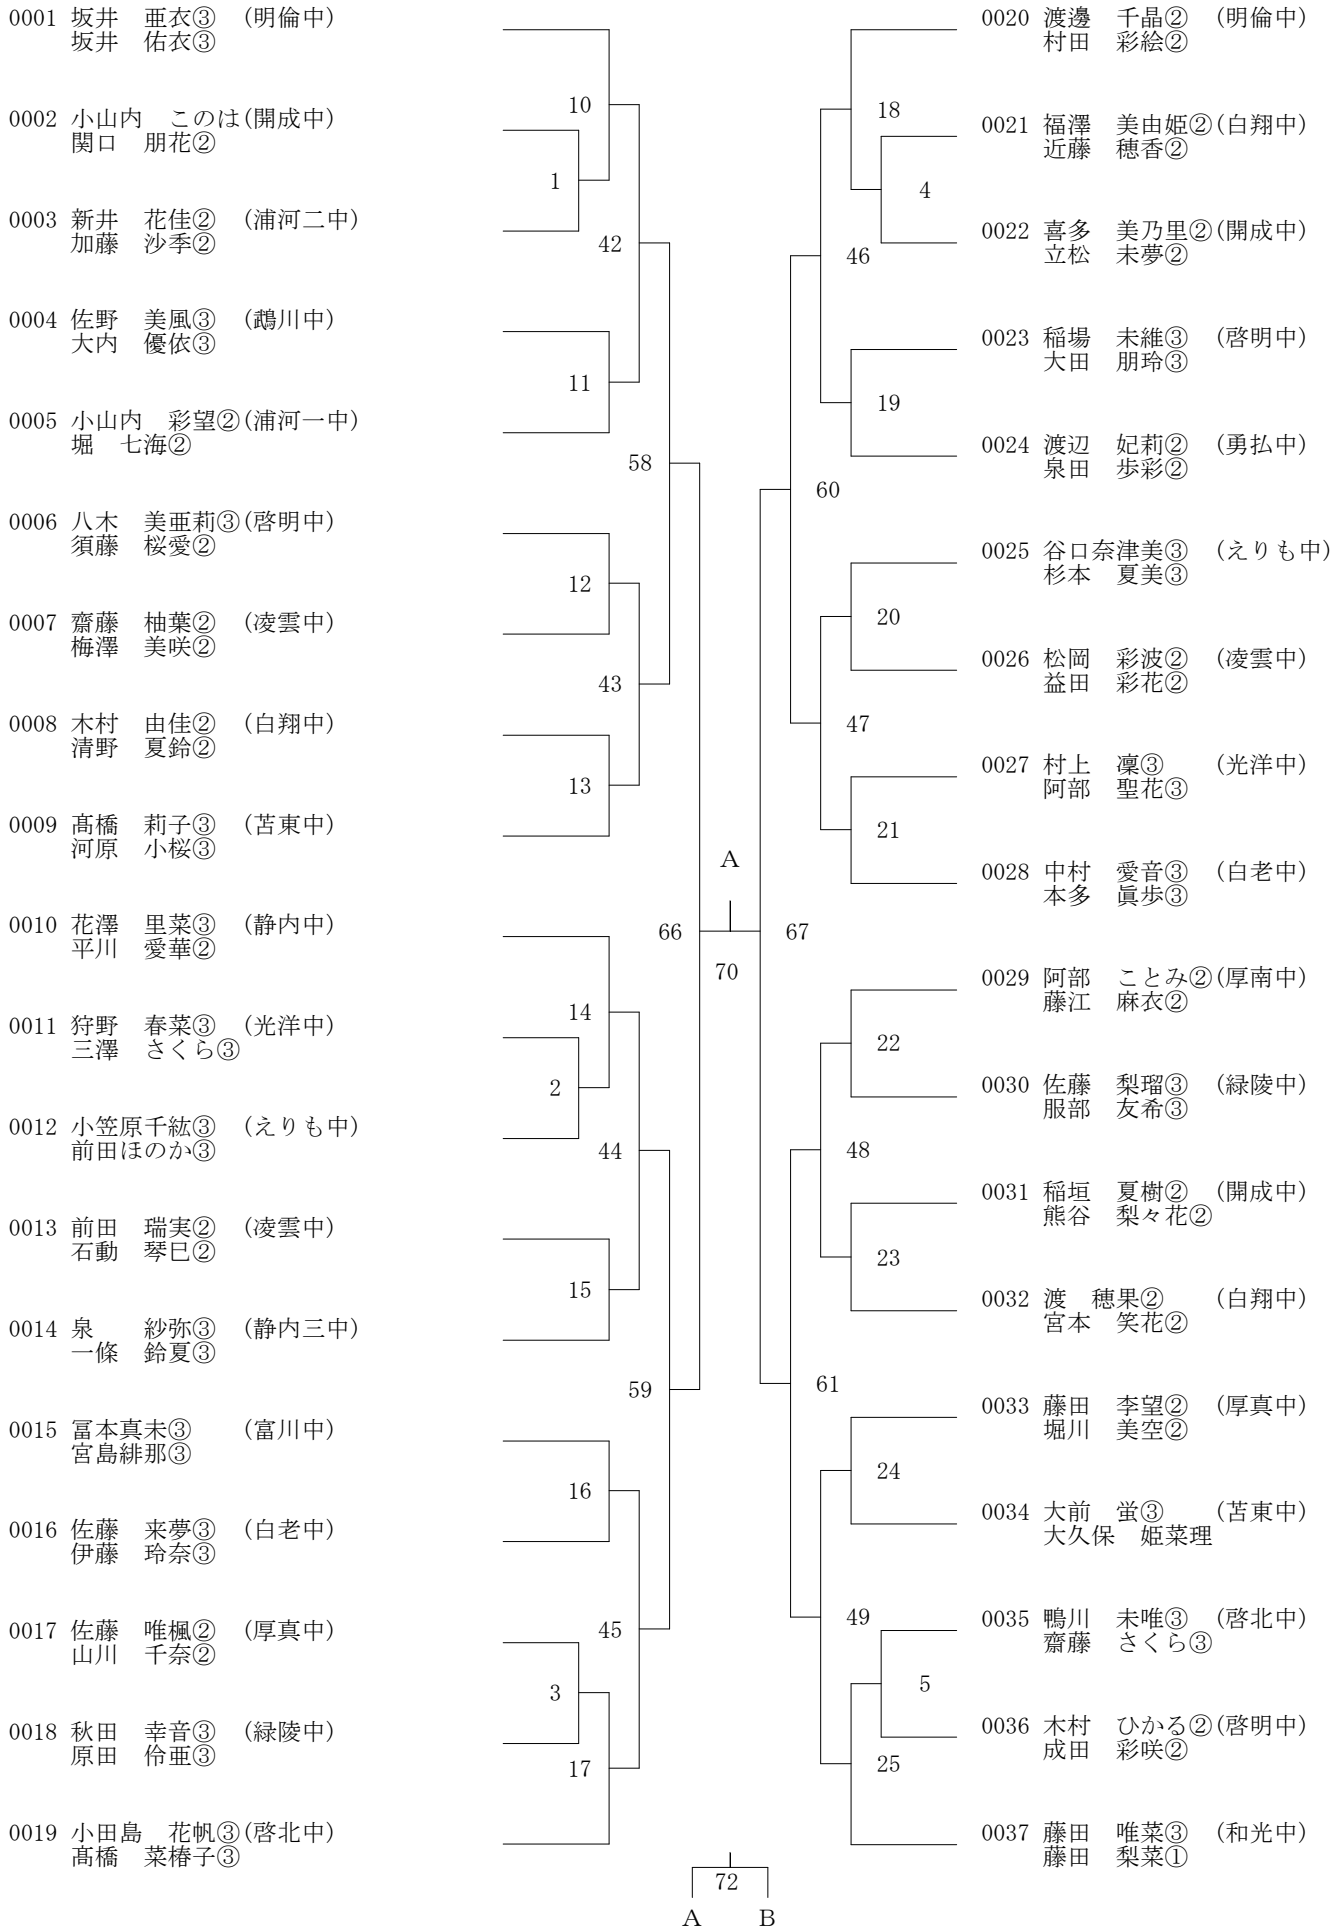 0001 坂井　亜衣③　(明倫中)
坂井　佑衣③
0002 小山内　このは(開成中)
関口　朋花②
0003 新井　花佳②　(浦河二中)
加藤　沙季②
0004 佐野　美風③　(鵡川中)
大内　優依③
0005 小山内　彩望②(浦河一中)
堀　七海②
0006 八木　美亜莉③(啓明中)
須藤　桜愛②
0007 齋藤　柚葉②　(凌雲中)
梅澤　美咲②
0008 木村　由佳②　(白翔中)
清野　夏鈴②
0009 髙橋　莉子③　(苫東中)
河原　小桜③
0010 花澤　里菜③　(静内中)
平川　愛華②
0011 狩野　春菜③　(光洋中)
三澤　さくら③
0012 小笠原千紘③　(えりも中)
前田ほのか③
0013 前田　瑞実②　(凌雲中)
石動　琴巳②
0014 泉　　紗弥③　(静内三中)
一條　鈴夏③
0015 冨本真未③　　(富川中)
宮島緋那③
0016 佐藤　来夢③　(白老中)
伊藤　玲奈③
0017 佐藤　唯楓②　(厚真中)
山川　千奈②
0018 秋田　幸音③　(緑陵中)
原田　伶亜③
0019 小田島　花帆③(啓北中)
髙橋　菜椿子③
10
1
42
11
58
12
43
13
66
14
2
44
15
59
16
45
3
17
A
70
72
A　B
0020 渡邊　千晶②　(明倫中)
村田　彩絵②
0021 福澤　美由姫②(白翔中)
近藤　穂香②
0022 喜多　美乃里②(開成中)
立松　未夢②
0023 稲場　未維③　(啓明中)
大田　朋玲③
0024 渡辺　妃莉②　(勇払中)
泉田　歩彩②
0025 谷口奈津美③　(えりも中)
杉本　夏美③
0026 松岡　彩波②　(凌雲中)
益田　彩花②
0027 村上　凜③　　(光洋中)
阿部　聖花③
0028 中村　愛音③　(白老中)
本多　眞歩③
0029 阿部　ことみ②(厚南中)
藤江　麻衣②
0030 佐藤　梨瑠③　(緑陵中)
服部　友希③
0031 稲垣　夏樹②　(開成中)
熊谷　梨々花②
0032 渡　穂果②　　(白翔中)
宮本　笑花②
0033 藤田　李望②　(厚真中)
堀川　美空②
0034 大前　蛍③　　(苫東中)
大久保　姫菜理
0035 鴨川　未唯③　(啓北中)
齋藤　さくら③
0036 木村　ひかる②(啓明中)
成田　彩咲②
0037 藤田　唯菜③　(和光中)
藤田　梨菜①
18
4
46
19
60
20
47
21
67
22
48
23
61
24
49
5
25